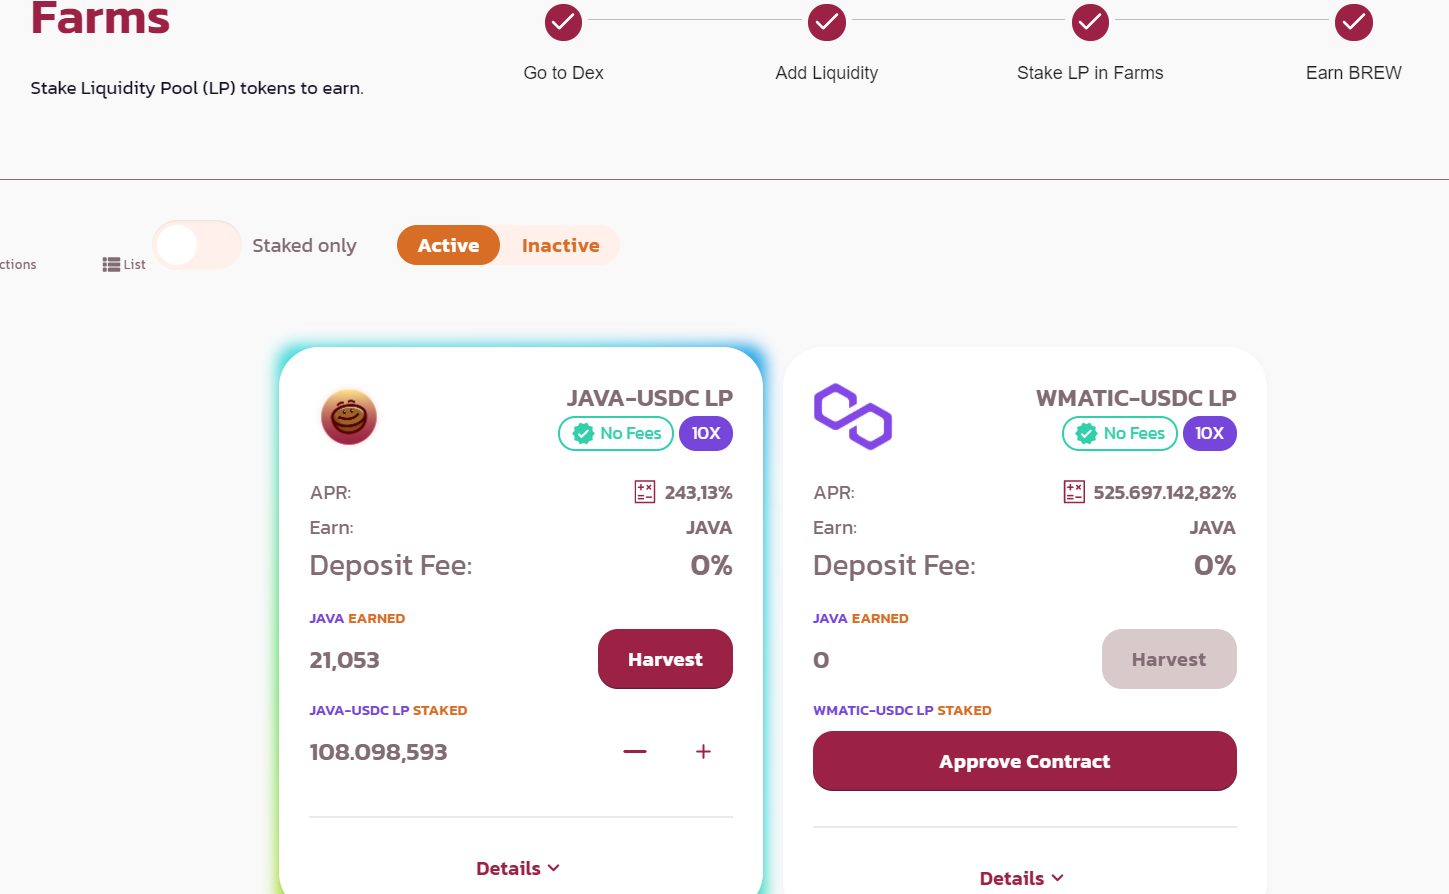 Farms
Stake Liquidity Pool (LP) tokens to earn.
Go to Dex
Add Liquidity
Stake LP in Farms
Earn BREW
ctions
List
Staked only
Active
Inactive
JAVA-USDC LP
No Fees
10X
APR:
243,13%
Earn:
JAVA
Deposit Fee:
0%
JAVA EARNED
21,053
Harvest
JAVA-USDC LP STAKED
108.098,593
Details
WMATIC-USDC LP
No Fees
10X
APR:
525.697.142,82%
Earn:
JAVA
Deposit Fee:
0%
JAVA EARNED
0
Harvest
WMATIC-USDC LP STAKED
Approve Contract
Details